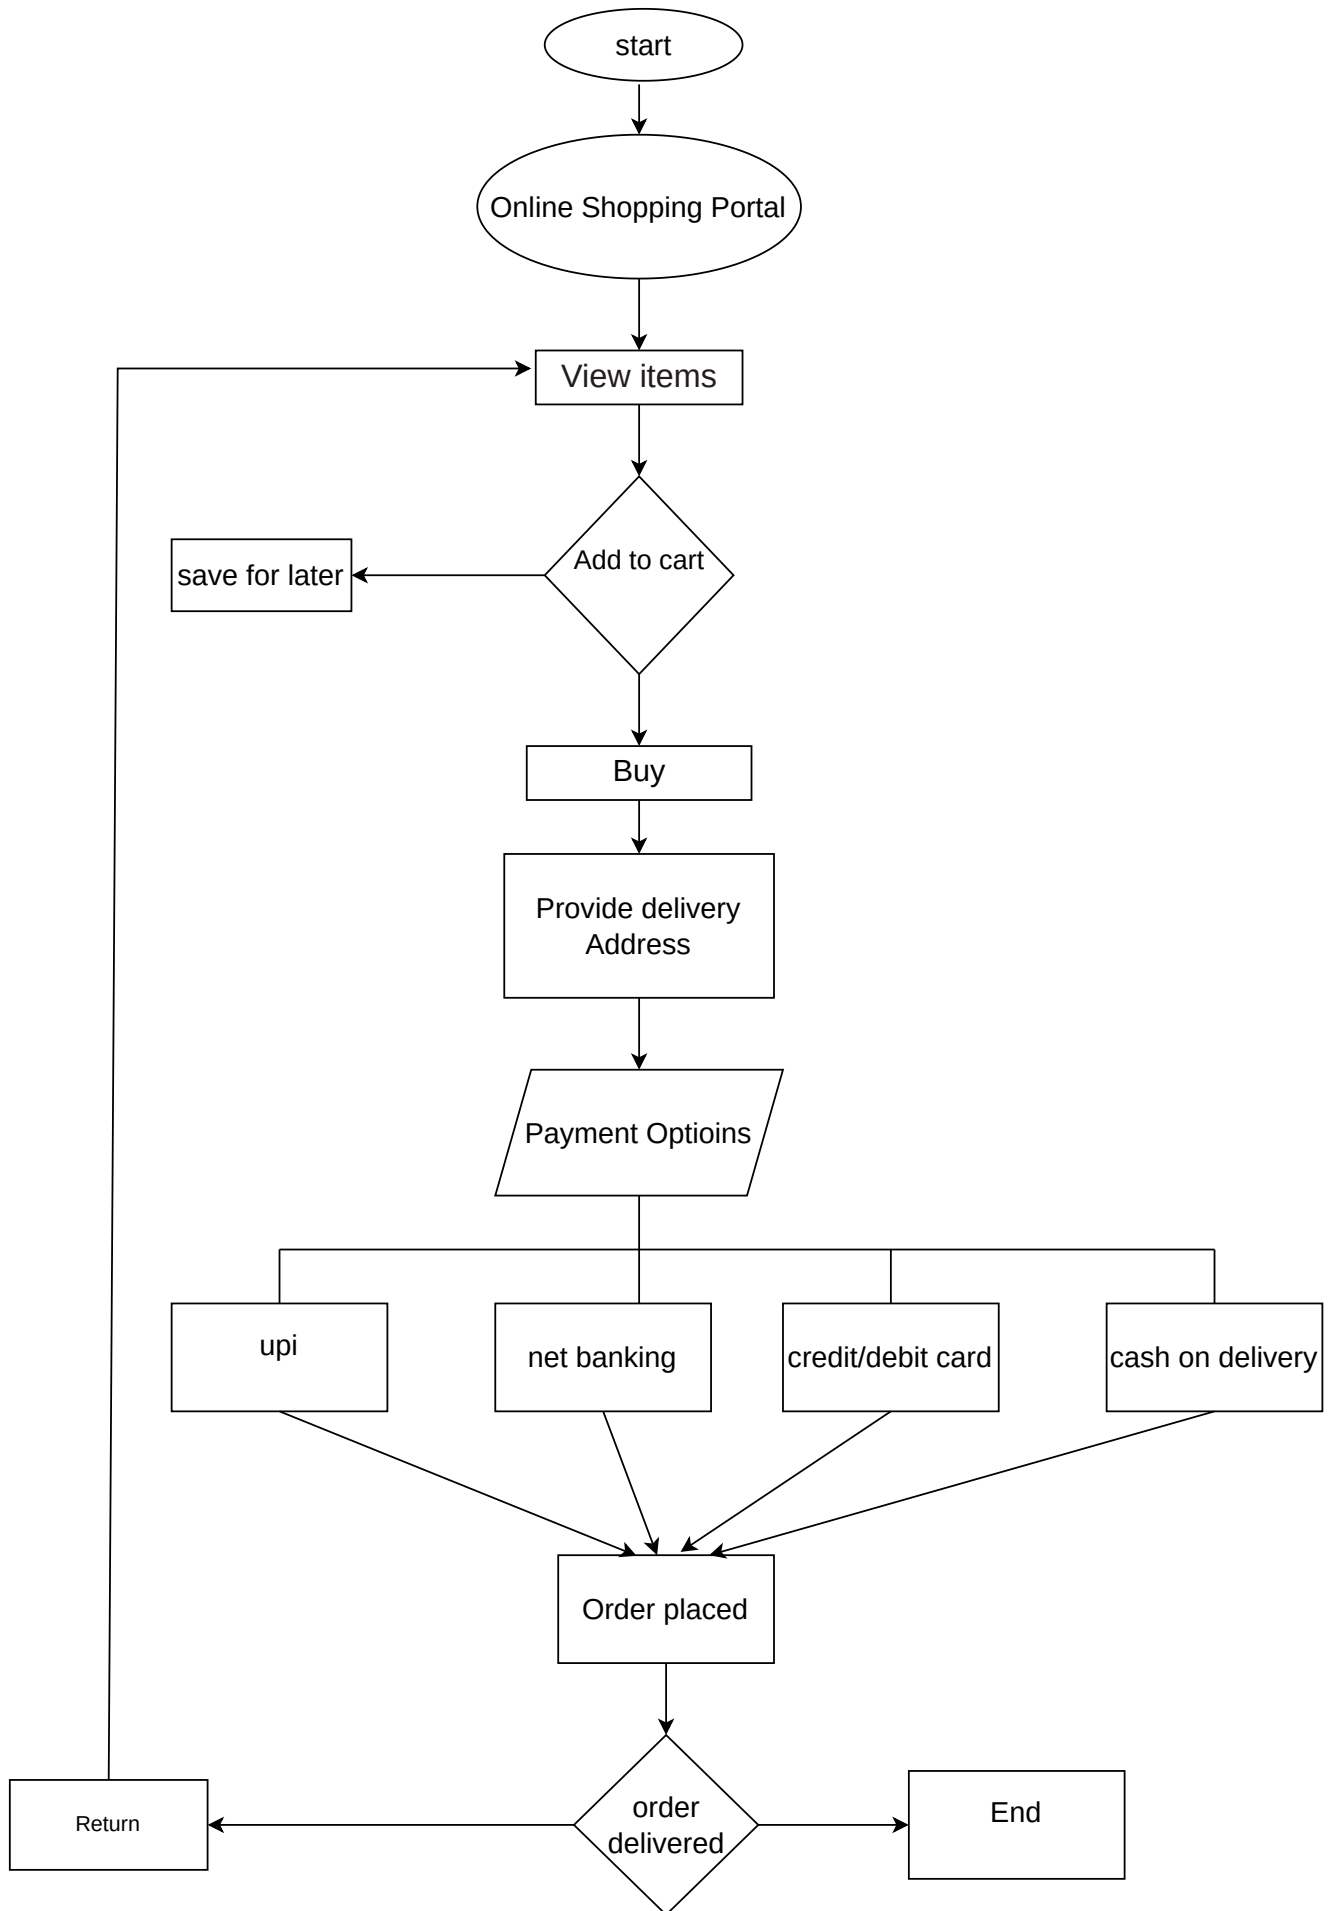 start
Online Shopping Portal
View items
Add to cart
save for later
Buy
Provide delivery
Address
Payment Optioins
upi
net banking
credit/debit card
cash on delivery
Order placed
Return
order
delivered
End